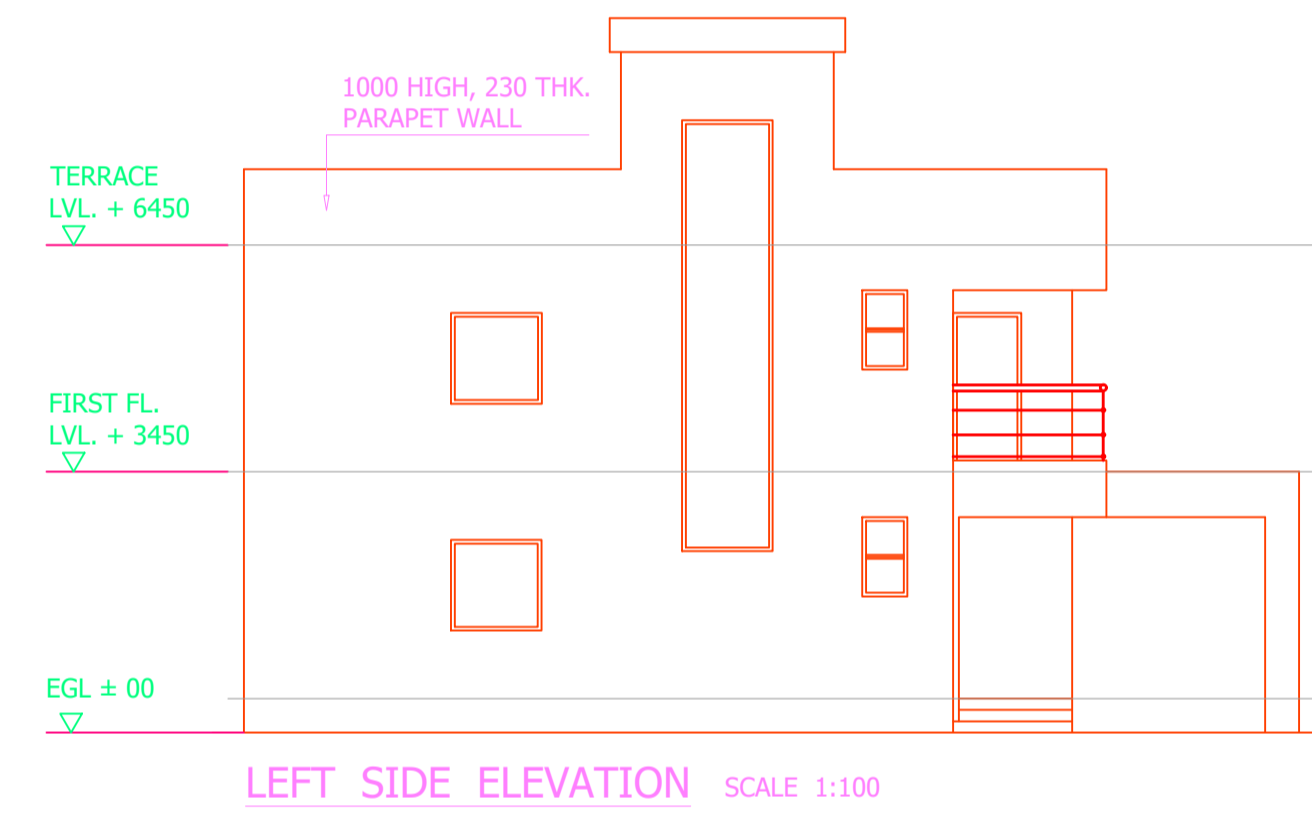 1000 HIGH, 230 THK.
PARAPET WALL
TERRACE
LVL. + 6450
FIRST FL.
LVL. + 3450
EGL ± 00
LEFT SIDE ELEVATION SCALE 1:100